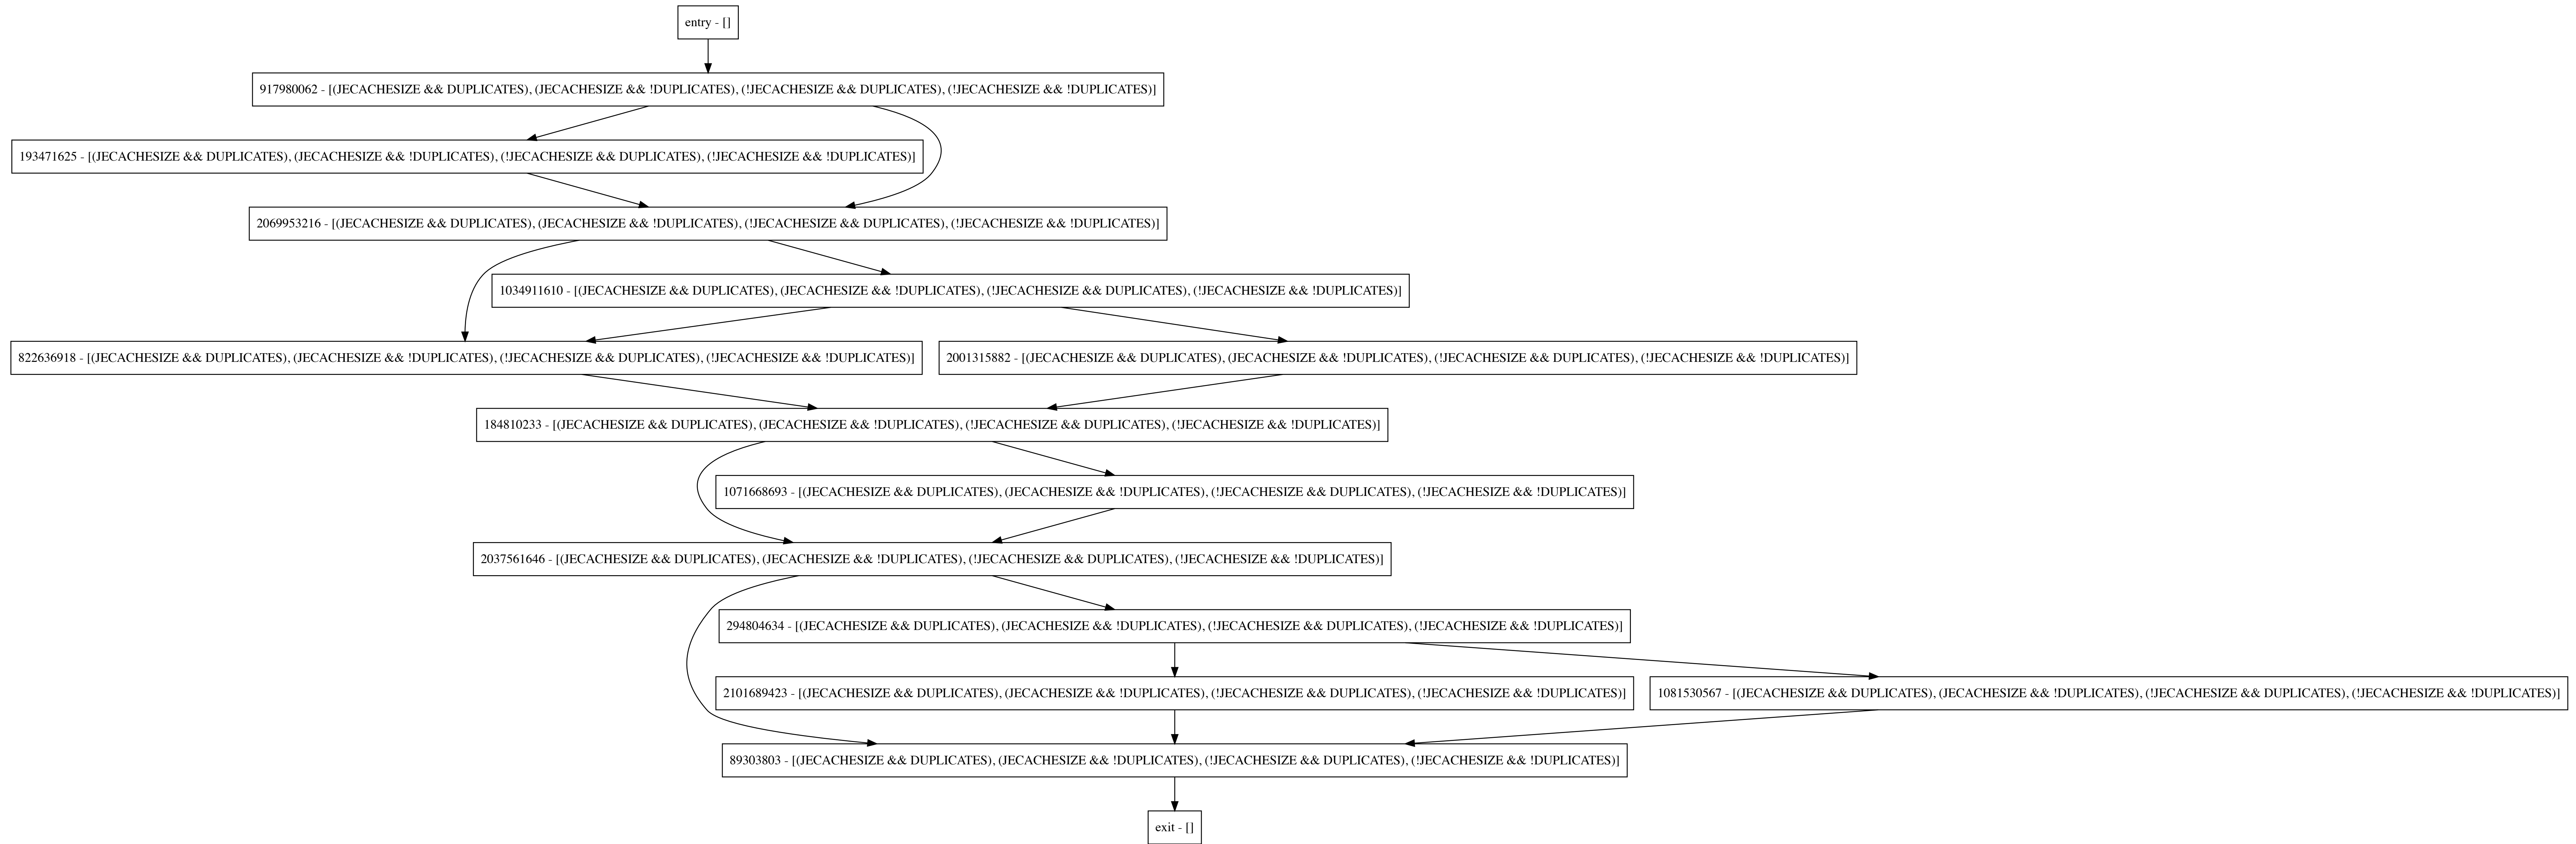 entry - []
917980062 - [(JECACHESIZE && DUPLICATES), (JECACHESIZE && !DUPLICATES), (!JECACHESIZE && DUPLICATES), (!JECACHESIZE && !DUPLICATES)]
193471625 - [(JECACHESIZE && DUPLICATES), (JECACHESIZE && !DUPLICATES), (!JECACHESIZE && DUPLICATES), (!JECACHESIZE && !DUPLICATES)]
2069953216 - [(JECACHESIZE && DUPLICATES), (JECACHESIZE && !DUPLICATES), (!JECACHESIZE && DUPLICATES), (!JECACHESIZE && !DUPLICATES)]
1034911610 - [(JECACHESIZE && DUPLICATES), (JECACHESIZE && !DUPLICATES), (!JECACHESIZE && DUPLICATES), (!JECACHESIZE && !DUPLICATES)]
822636918 - [(JECACHESIZE && DUPLICATES), (JECACHESIZE && !DUPLICATES), (!JECACHESIZE && DUPLICATES), (!JECACHESIZE && !DUPLICATES)]
2001315882 - [(JECACHESIZE && DUPLICATES), (JECACHESIZE && !DUPLICATES), (!JECACHESIZE && DUPLICATES), (!JECACHESIZE && !DUPLICATES)]
184810233 - [(JECACHESIZE && DUPLICATES), (JECACHESIZE && !DUPLICATES), (!JECACHESIZE && DUPLICATES), (!JECACHESIZE && !DUPLICATES)]
1071668693 - [(JECACHESIZE && DUPLICATES), (JECACHESIZE && !DUPLICATES), (!JECACHESIZE && DUPLICATES), (!JECACHESIZE && !DUPLICATES)]
2037561646 - [(JECACHESIZE && DUPLICATES), (JECACHESIZE && !DUPLICATES), (!JECACHESIZE && DUPLICATES), (!JECACHESIZE && !DUPLICATES)]
294804634 - [(JECACHESIZE && DUPLICATES), (JECACHESIZE && !DUPLICATES), (!JECACHESIZE && DUPLICATES), (!JECACHESIZE && !DUPLICATES)]
2101689423 - [(JECACHESIZE && DUPLICATES), (JECACHESIZE && !DUPLICATES), (!JECACHESIZE && DUPLICATES), (!JECACHESIZE && !DUPLICATES)]
1081530567 - [(JECACHESIZE && DUPLICATES), (JECACHESIZE && !DUPLICATES), (!JECACHESIZE && DUPLICATES), (!JECACHESIZE && !DUPLICATES)]
89303803 - [(JECACHESIZE && DUPLICATES), (JECACHESIZE && !DUPLICATES), (!JECACHESIZE && DUPLICATES), (!JECACHESIZE && !DUPLICATES)]
exit - []